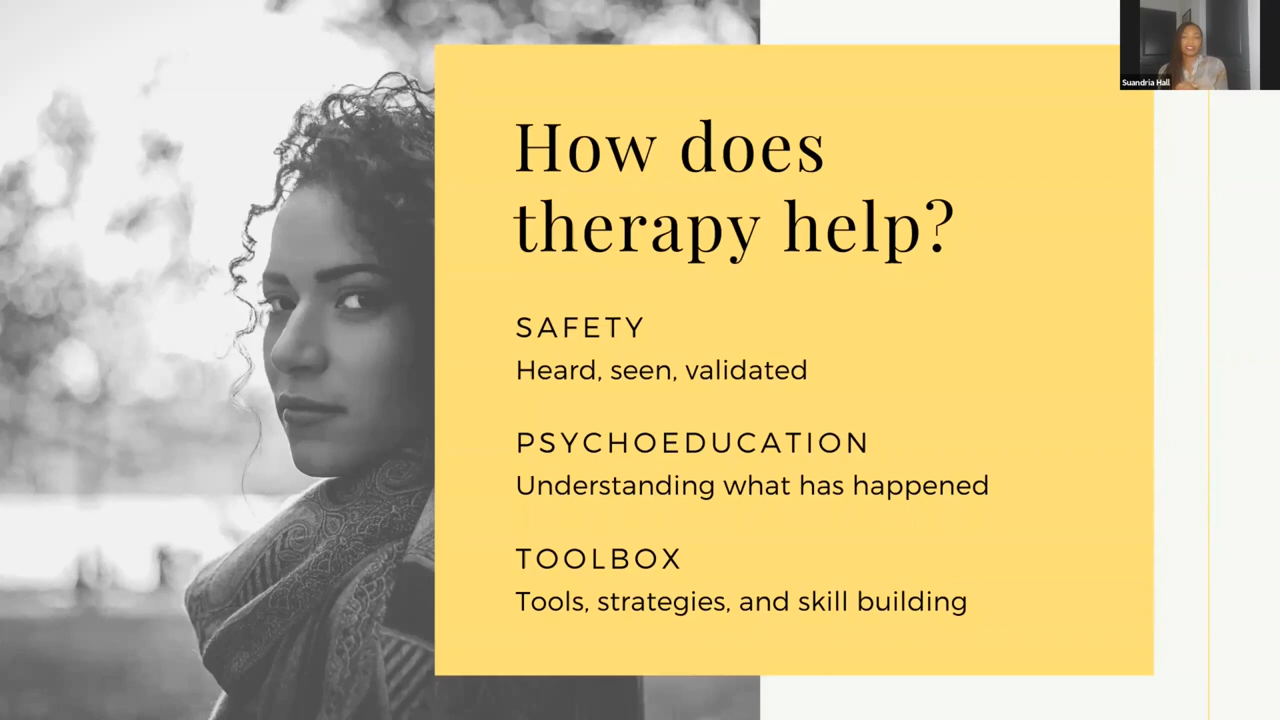 Suandria Hall
How does
therapy help?
SAFETY
Heard, seen, validated
PSYCHOEDUCATION
Understanding what has happened
TOOLBOX
Tools, strategies, and skill building